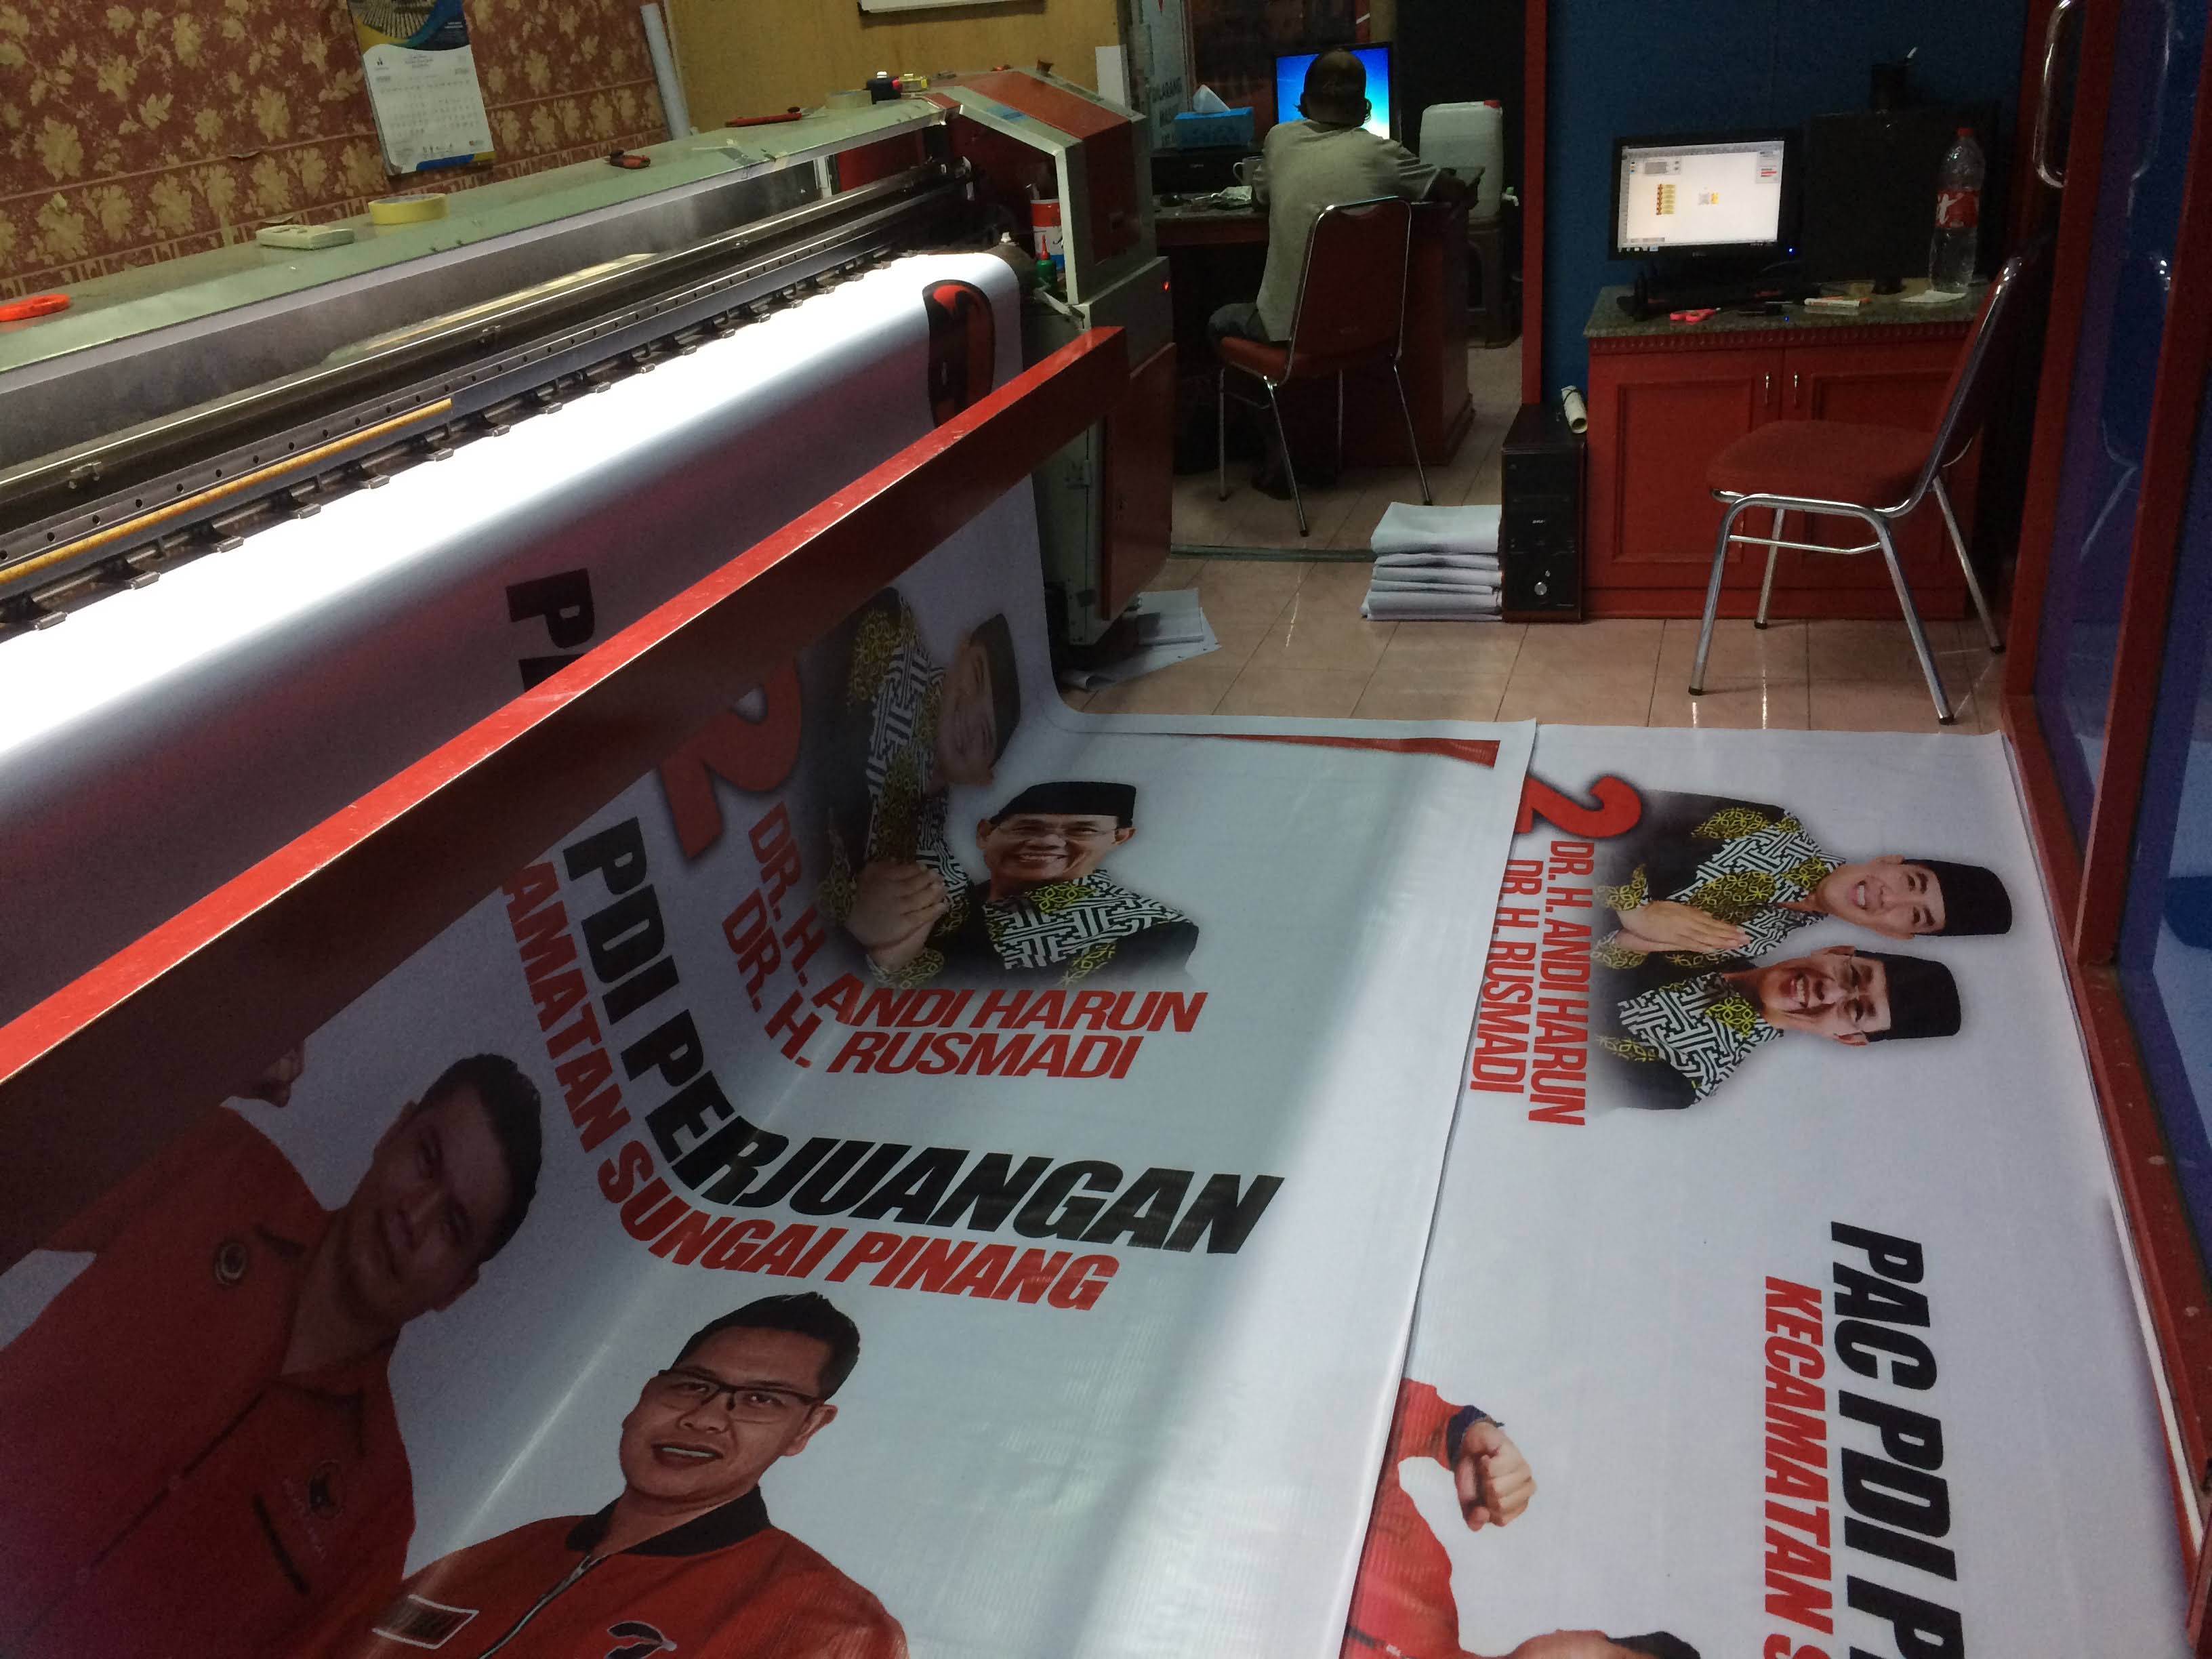 2
DR. H. ANDI HARUN
DR. H. RUSMADI
PDI PERJUANGAN
AMATAN SUNGAI PINANG
2
DR. H. ANDI HARUN
DR. H. RUSMADI
PAC PDI P
KECAMATAN S